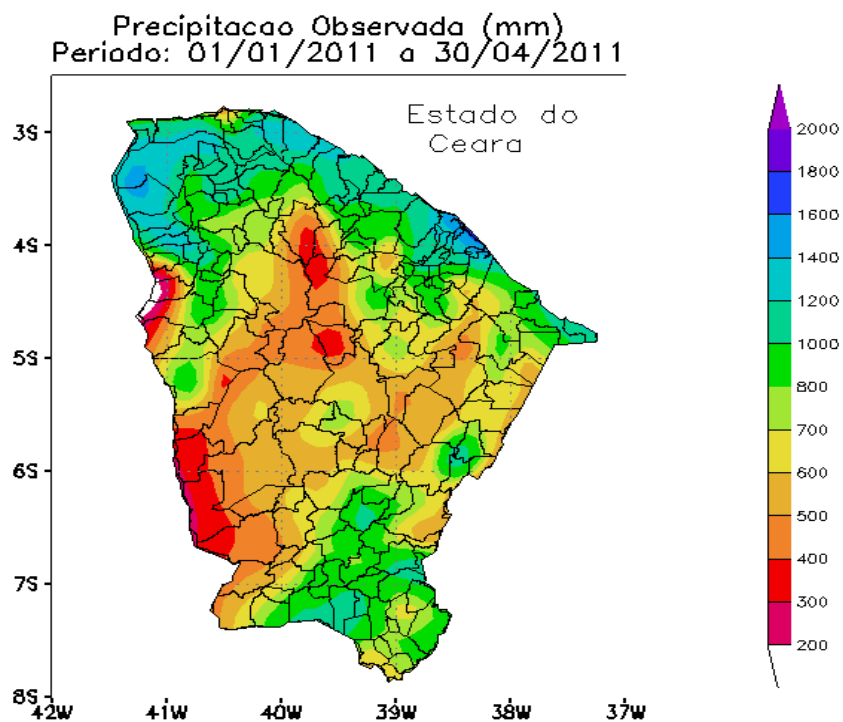 Precipitacao Observada (mm)
Periodo: 01/01/2011 a 30/04/2011
Estado do
Ceara
3S
4S
5S
6S
7S
8S
42W
41W
40W
39W
38W
37W
2000
1800
1600
1400
1200
1000
800
700
600
500
400
300
200